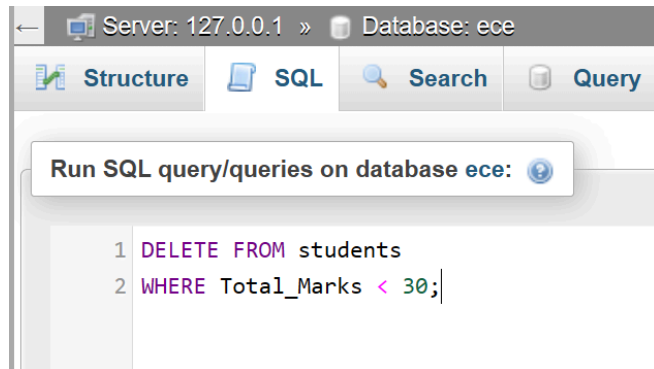 ← Server: 127.0.0.1 » Database: ece
Structure SQL Search Query
Run SQL query/queries on database ece:
1 DELETE FROM students
2 WHERE Total_Marks < 30;